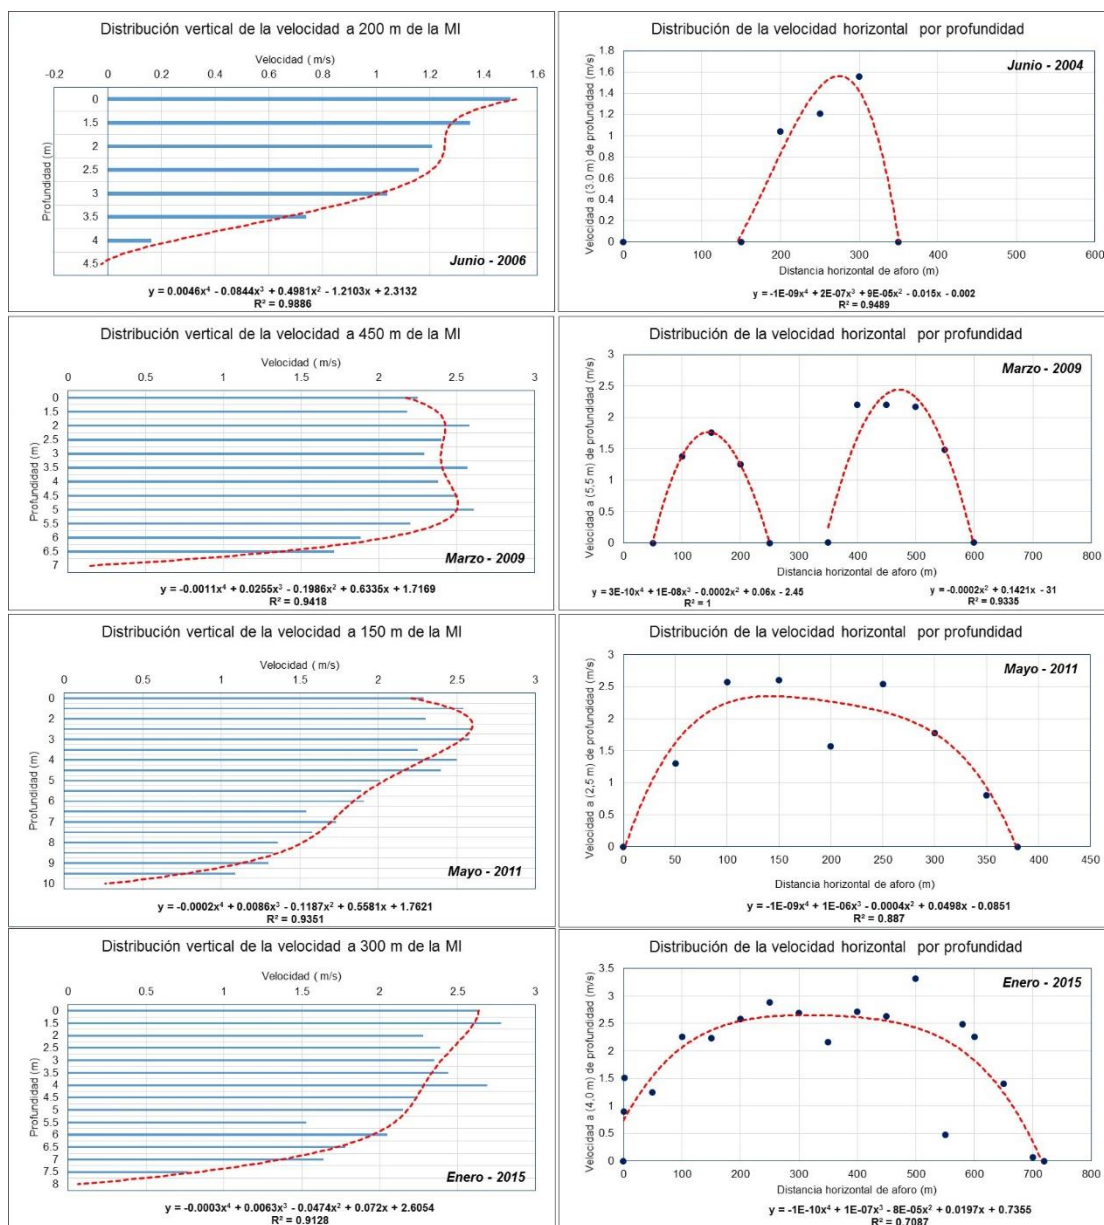 Distribución vertical de la velocidad a 200 m de la MI
Velocidad ( m/s)
-0.2 0 0.2 0.4 0.6 0.8 1 1.2 1.4 1.6
Profundidad (m)
0
1.5
2
2.5
3
3.5
4
4.5
Junio - 2006
y = 0.0046x⁴ - 0.0844x³ + 0.4981x² - 1.2103x + 2.3132
R² = 0.9886
Distribución de la velocidad horizontal por profundidad
Velocidad a (3.0 m) de profundidad (m/s)
1.8
1.6
1.4
1.2
1
0.8
0.6
0.4
0.2
0
Junio - 2004
0 100 200 300 400 500 600
Distancia horizontal de aforo (m)
y = -1E-09x⁴ + 2E-07x³ + 9E-05x² - 0.015x - 0.002
R² = 0.9489
Distribución vertical de la velocidad a 450 m de la MI
Velocidad ( m/s)
0 0.5 1 1.5 2 2.5 3
Profundidad (m)
0
1.5
2
2.5
3
3.5
4
4.5
5
5.5
6
6.5
7
Marzo - 2009
y = -0.0011x⁴ + 0.0255x³ - 0.1986x² + 0.6335x + 1.7169
R² = 0.9418
Distribución de la velocidad horizontal por profundidad
Velocidad a (5,5 m) de profundidad (m/s)
3
2.5
2
1.5
1
0.5
0
Marzo - 2009
0 100 200 300 400 500 600 700 800
Distancia horizontal de aforo (m)
y = 3E-10x⁴ + 1E-08x³ - 0.0002x² + 0.06x - 2.45
R² = 1
y = -0.0002x² + 0.1421x - 31
R² = 0.9335
Distribución vertical de la velocidad a 150 m de la MI
Velocidad ( m/s)
0 0.5 1 1.5 2 2.5 3
Profundidad (m)
0
2
3
4
5
6
7
8
9
10
Mayo - 2011
y = -0.0002x⁴ + 0.0086x³ - 0.1187x² + 0.5581x + 1.7621
R² = 0.9351
Distribución de la velocidad horizontal por profundidad
Velocidad a (2,5 m) de profundidad (m/s)
3
2.5
2
1.5
1
0.5
0
Mayo - 2011
0 50 100 150 200 250 300 350 400 450
Distancia horizontal de aforo (m)
y = -1E-09x⁴ + 1E-06x³ - 0.0004x² + 0.0498x - 0.0851
R² = 0.887
Distribución vertical de la velocidad a 300 m de la MI
Velocidad ( m/s)
0 0.5 1 1.5 2 2.5 3
Profundidad (m)
0
1.5
2
2.5
3
3.5
4
4.5
5
5.5
6
6.5
7
7.5
8
Enero - 2015
y = -0.0003x⁴ + 0.0063x³ - 0.0474x² + 0.072x + 2.6054
R² = 0.9128
Distribución de la velocidad horizontal por profundidad
Velocidad a (4,0 m) de profundidad (m/s)
3.5
3
2.5
2
1.5
1
0.5
0
Enero - 2015
0 100 200 300 400 500 600 700 800
Distancia horizontal de aforo (m)
y = -1E-10x⁴ + 1E-07x³ - 8E-05x² + 0.0197x + 0.7355
R² = 0.7087